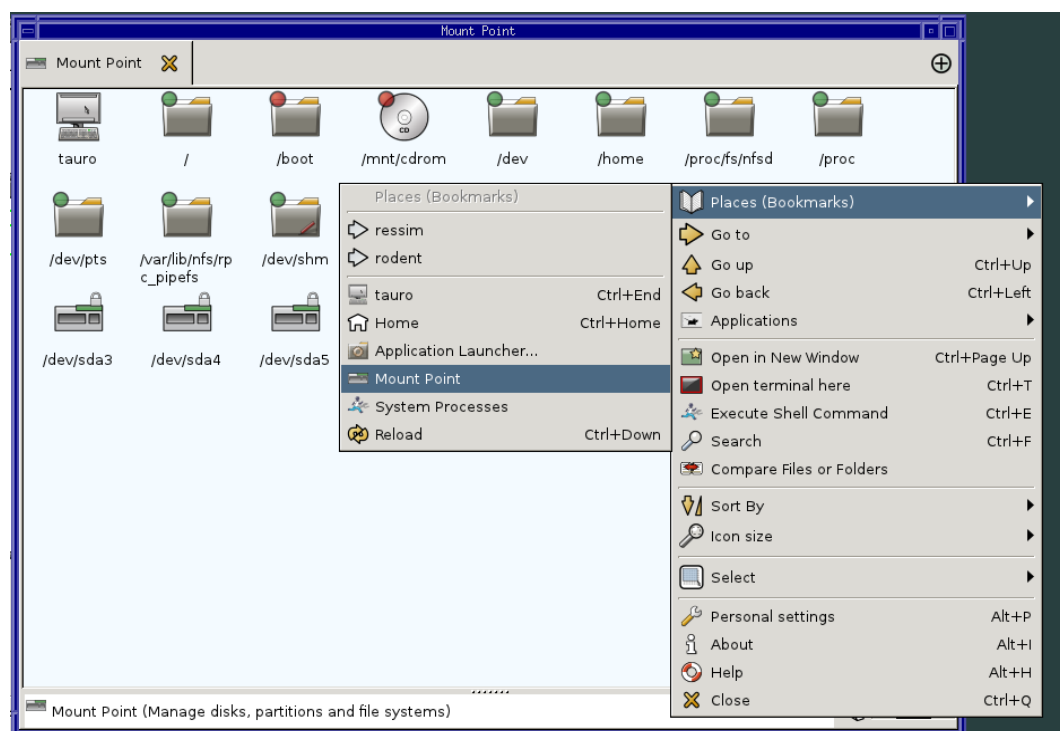 Mount Point
Mount Point
tauro
/
/boot
/mnt/cdrom
/dev
/home
/proc/fs/nfsd
/proc
/dev/pts
/var/lib/nfs/rp
c_pipefs
/dev/shm
/dev/sda3
/dev/sda4
/dev/sda5
Places (Bookmarks)
ressim
rodent
tauro Ctrl+End
Home Ctrl+Home
Application Launcher...
Mount Point
System Processes
Reload Ctrl+Down
Places (Bookmarks)
Go to
Go up Ctrl+Up
Go back Ctrl+Left
Applications
Open in New Window Ctrl+Page Up
Open terminal here Ctrl+T
Execute Shell Command Ctrl+E
Search Ctrl+F
Compare Files or Folders
Sort By
Icon size
Select
Personal settings Alt+P
About Alt+I
Help Alt+H
Close Ctrl+Q
Mount Point (Manage disks, partitions and file systems)
CD